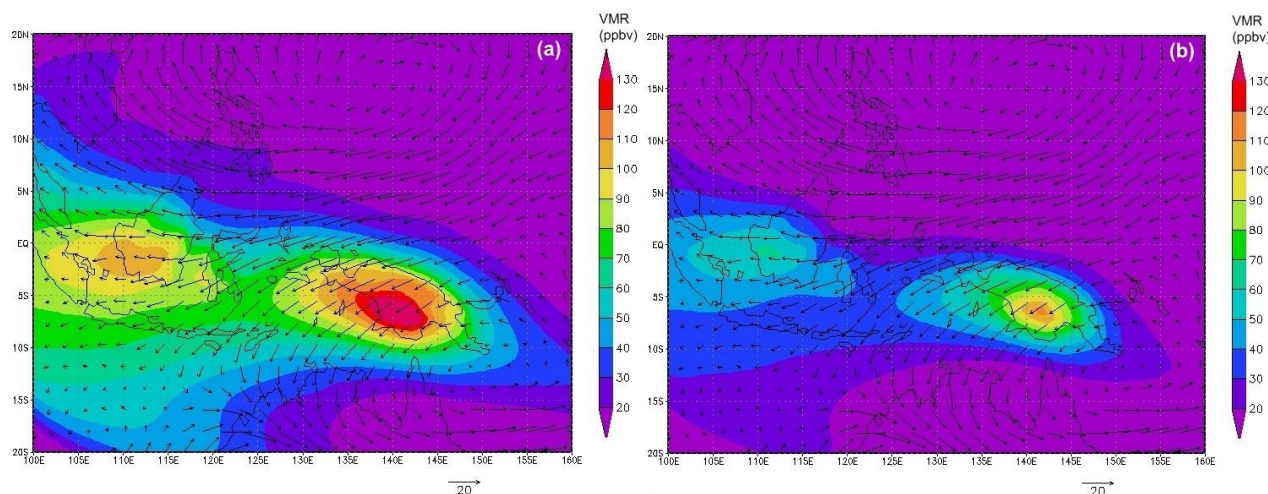 VMR
(ppbv)
(a)
20N
15N
10N
5N
EQ
5S
10S
15S
20S
100E 105E 110E 115E 120E 125E 130E 135E 140E 145E 150E 155E 160E
130
120
110
100
90
80
70
60
50
40
30
20
20
VMR
(ppbv)
(b)
20N
15N
10N
5N
EQ
5S
10S
15S
20S
100E 105E 110E 115E 120E 125E 130E 135E 140E 145E 150E 155E 160E
130
120
110
100
90
80
70
60
50
40
30
20
20